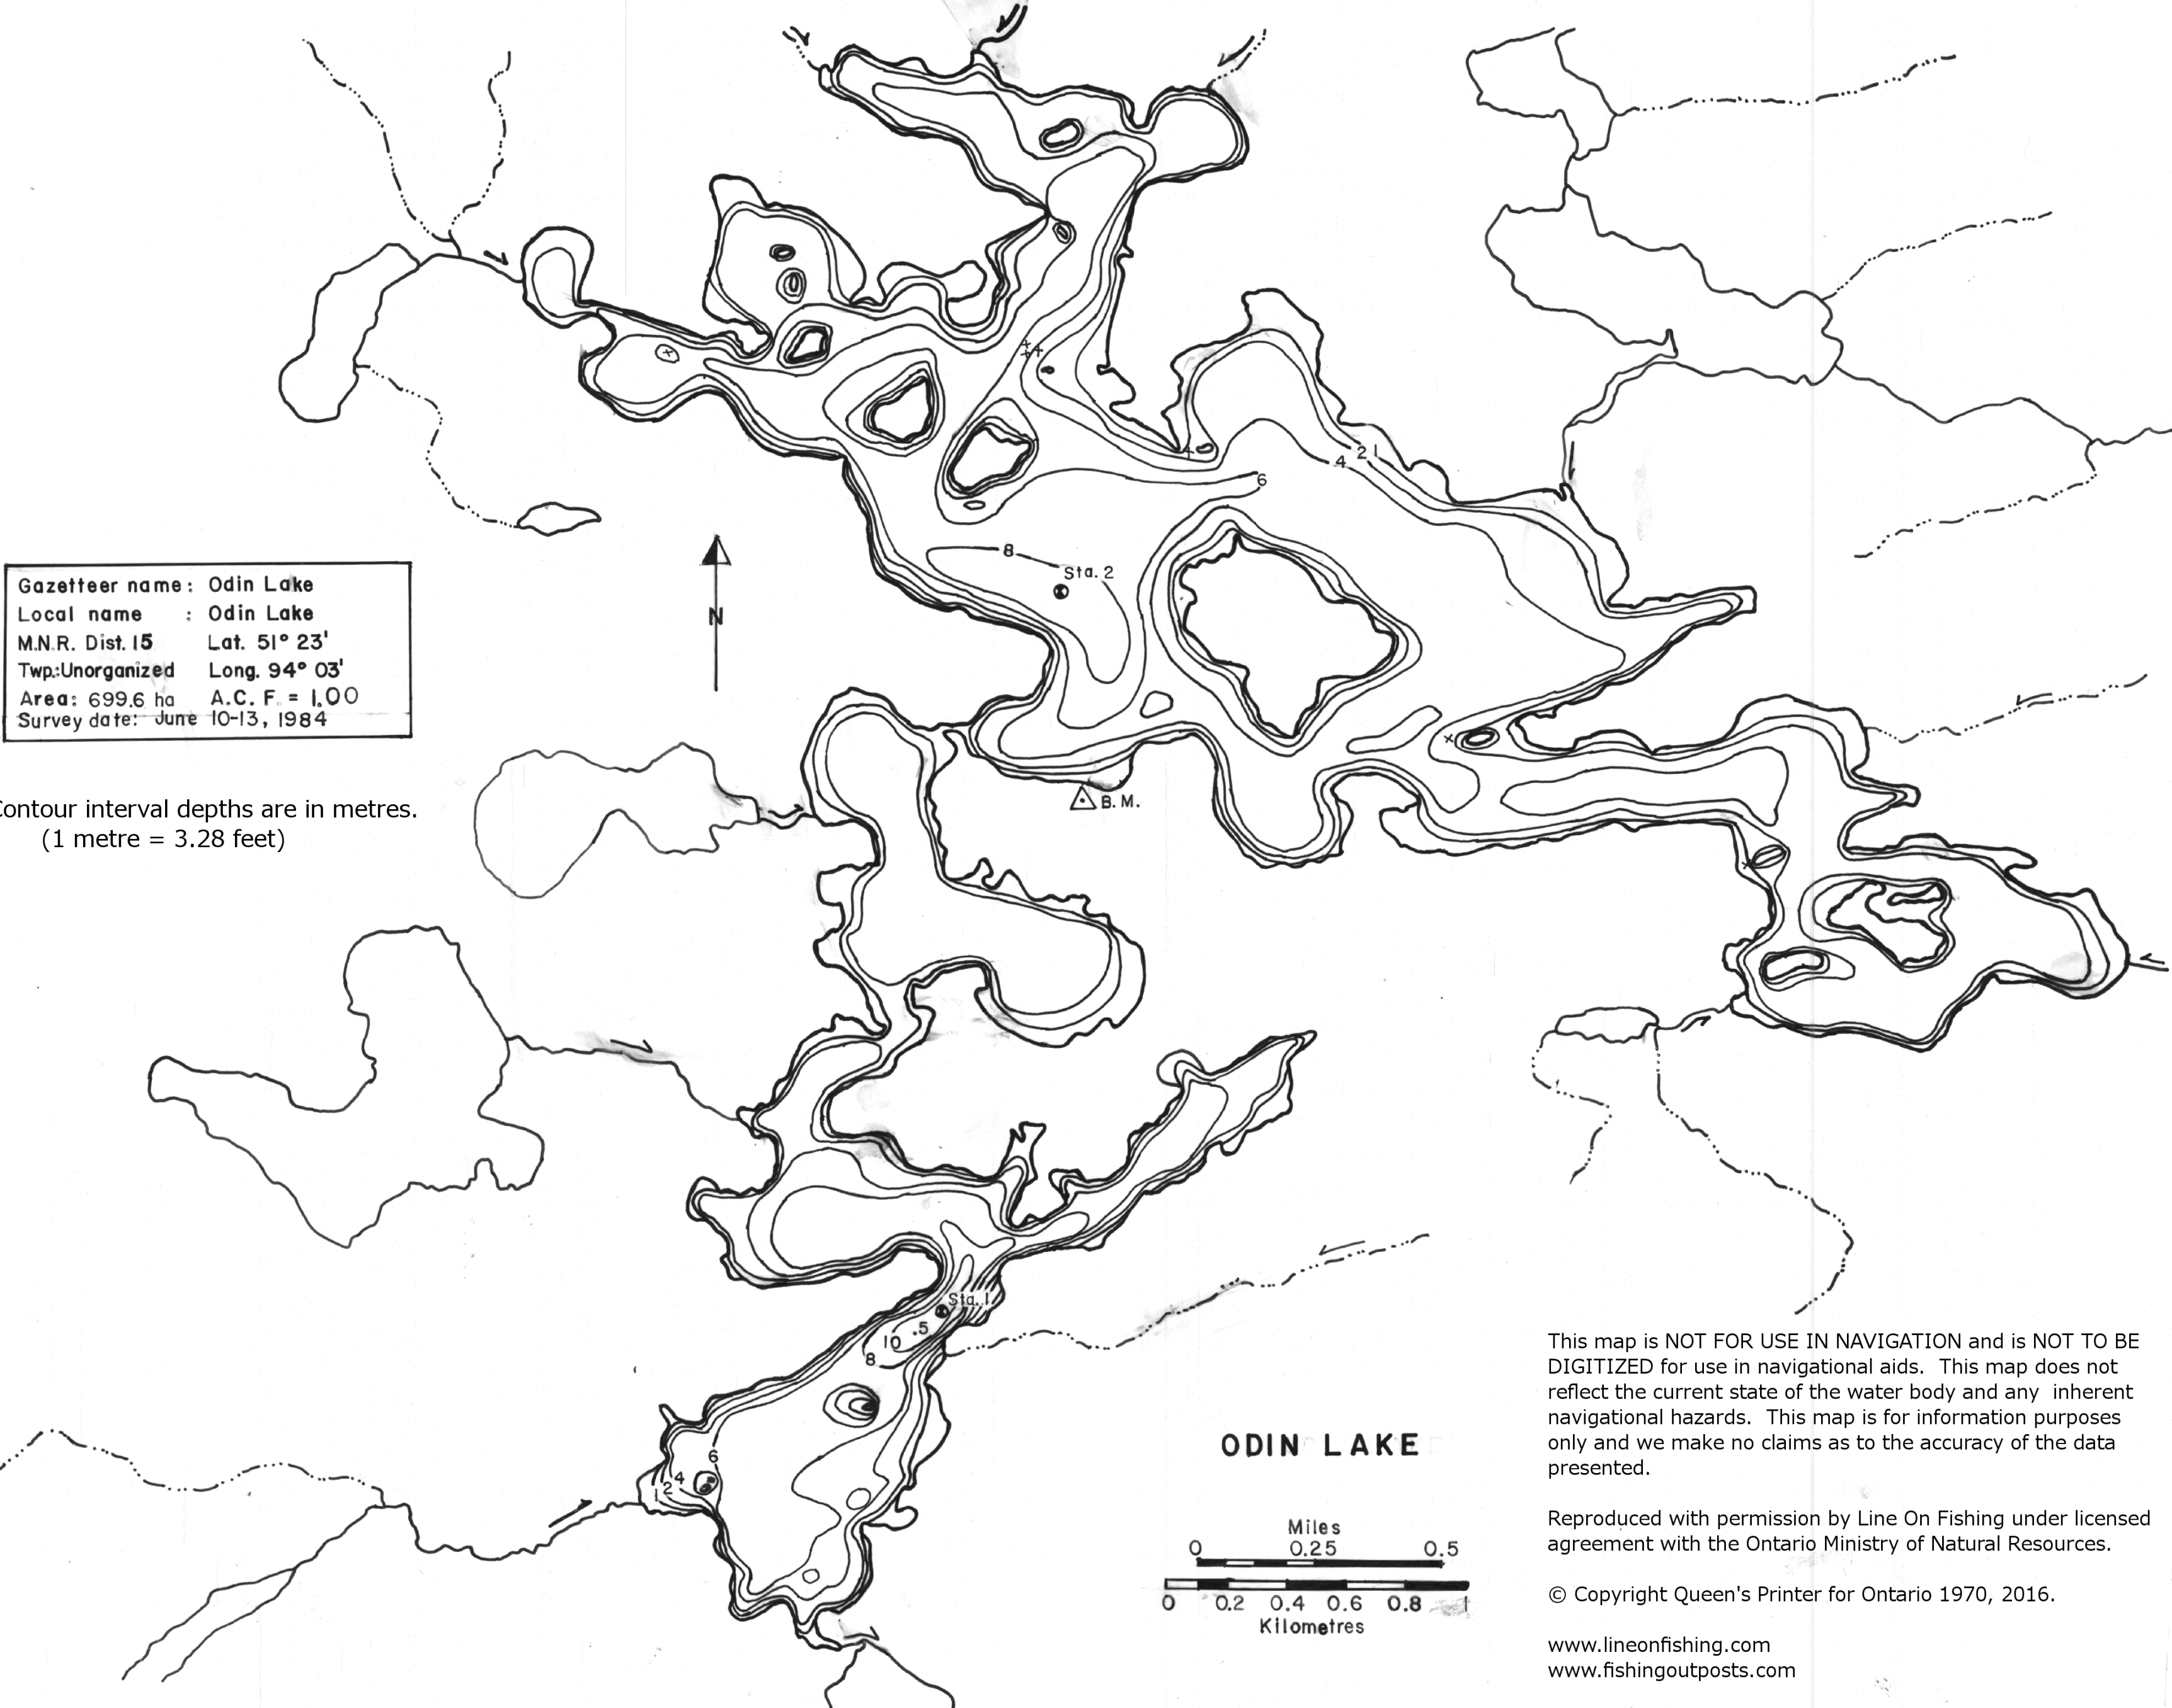 Gazetteer name: Odin Lake
Local name : Odin Lake
M.N.R. Dist. 15 Lat. 51° 23'
Twp.:Unorganized Long. 94° 03'
Area: 699.6 ha A.C.F. = 1.00
Survey date: June 10-13, 1984
Contour interval depths are in metres.
(1 metre = 3.28 feet)
N
4 2 1
6
8
Sta. 2
B.M.
Sta. 1
10 .5
8
6
1 2 4
ODIN LAKE
Miles
0 0.25 0.5
0 0.2 0.4 0.6 0.8 1
Kilometres
This map is NOT FOR USE IN NAVIGATION and is NOT TO BE
DIGITIZED for use in navigational aids. This map does not
reflect the current state of the water body and any inherent
navigational hazards. This map is for information purposes
only and we make no claims as to the accuracy of the data
presented.
Reproduced with permission by Line On Fishing under licensed
agreement with the Ontario Ministry of Natural Resources.
© Copyright Queen's Printer for Ontario 1970, 2016.
www.lineonfishing.com
www.fishingoutposts.com